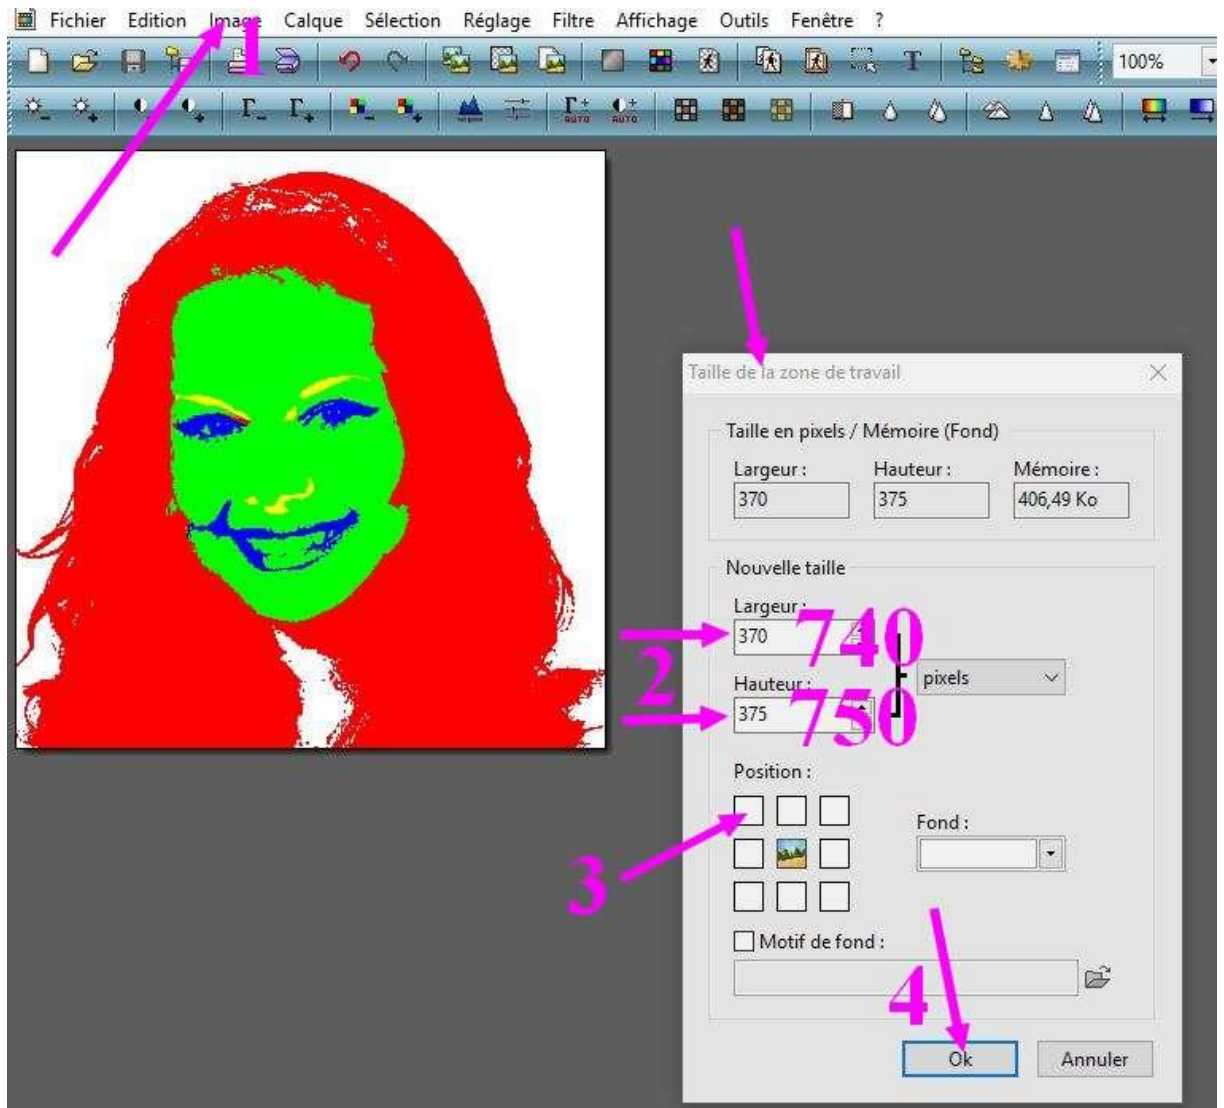 Fichier Edition Image Calque Sélection Réglage Filtre Affichage Outils Fenêtre ?
1
T 100%
Γ- Γ+ Γ+ AUTO AUTO
Taille de la zone de travail
Taille en pixels / Mémoire (Fond)
Largeur : Hauteur : Mémoire :
370 375 406,49 Ko
Nouvelle taille
Largeur :
370 740
2
Hauteur : pixels
375 750
Position :
Fond :
3
Motif de fond :
4
Ok Annuler